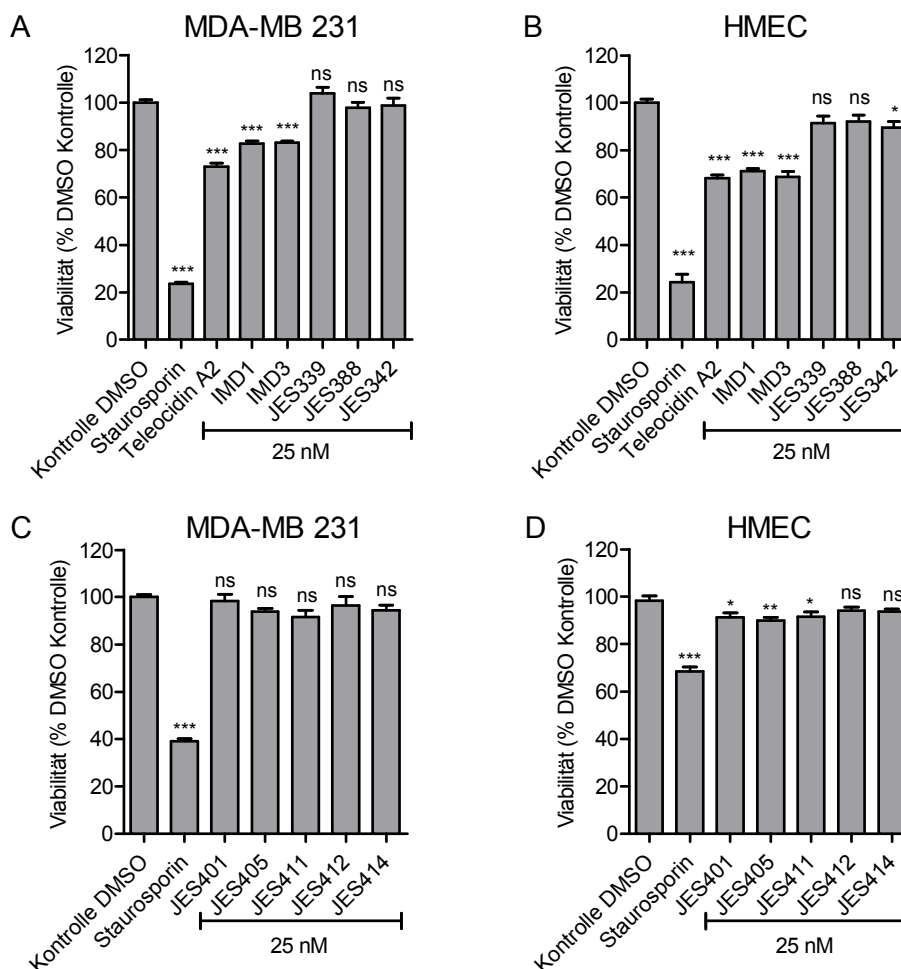 A
MDA-MB 231
Viabilität (% DMSO Kontrolle)
120
100
80
60
40
20
0
***
***
***
***
ns
ns
ns
Kontrolle DMSO
Staurosporin
Teleocidin A2
IMD1
IMD3
JES339
JES388
JES342
25 nM
B
HMEC
Viabilität (% DMSO Kontrolle)
120
100
80
60
40
20
0
***
***
***
***
ns
ns
*
Kontrolle DMSO
Staurosporin
Teleocidin A2
IMD1
IMD3
JES339
JES388
JES342
25 nM
C
MDA-MB 231
Viabilität (% DMSO Kontrolle)
120
100
80
60
40
20
0
***
ns
ns
ns
ns
ns
Kontrolle DMSO
Staurosporin
JES401
JES405
JES411
JES412
JES414
25 nM
D
HMEC
Viabilität (% DMSO Kontrolle)
120
100
80
60
40
20
0
***
*
**
*
ns
ns
Kontrolle DMSO
Staurosporin
JES401
JES405
JES411
JES412
JES414
25 nM